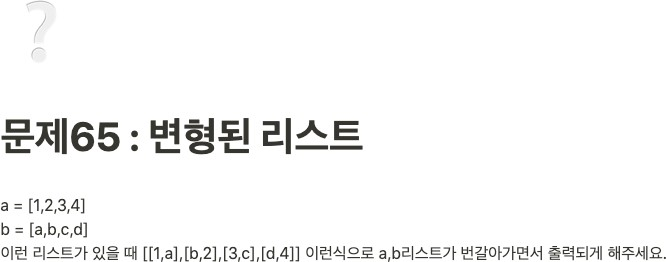 ❔
문제65 : 변형된 리스트
a = [1,2,3,4]
b = [a,b,c,d]
이런 리스트가 있을 때 [[1,a],[b,2],[3,c],[d,4]] 이런식으로 a,b리스트가 번갈아가면서 출력되게 해주세요.